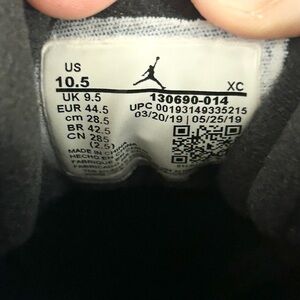 US
10.5 XC
UK 9.5 130690-014
EUR 44.5 UPC 00193149335215
cm 28.5 03/20/19 | 05/25/19
BR 42.5
CN 285
(2.5)
MADE IN CHINA
HECHO EN
FABRIQUE